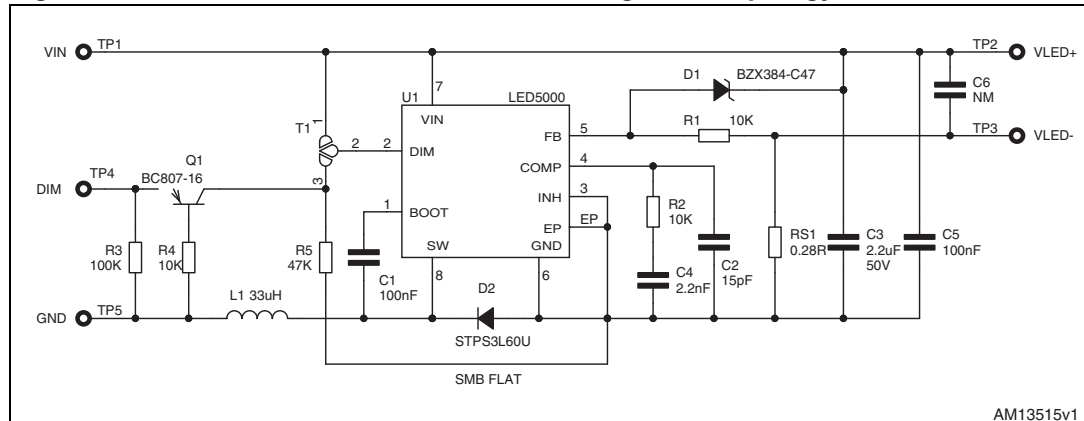 VIN TP1
TP2 VLED+
D1 BZX384-C47
C6
NM
7
U1 LED5000
VIN
R1 10K
5
FB
TP3 VLED-
T1
1
2
3
2
DIM
4
COMP
Q1
BC807-16
DIM TP4
3
INH
R2
10K
1
BOOT
EP
EP
SW
GND
R3
100K
R4
10K
R5
47K
C1
100nF
8
6
C4
2.2nF
C2
15pF
RS1
0.28R
C3
2.2uF
50V
C5
100nF
L1 33uH
D2
GND TP5
STPS3L60U
SMB FLAT
AM13515v1